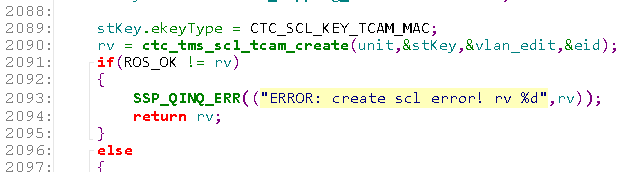 2088:
2089: stKey.ekeyType = CTC_SCL_KEY_TCAM_MAC;
2090: rv = ctc_tms_scl_tcam_create(unit,&stKey,&vlan_edit,&eid);
2091: if(ROS_OK != rv)
2092: {
2093: SSP_QINQ_ERR(("ERROR: create scl error! rv %d",rv));
2094: return rv;
2095: }
2096: else
2097: {